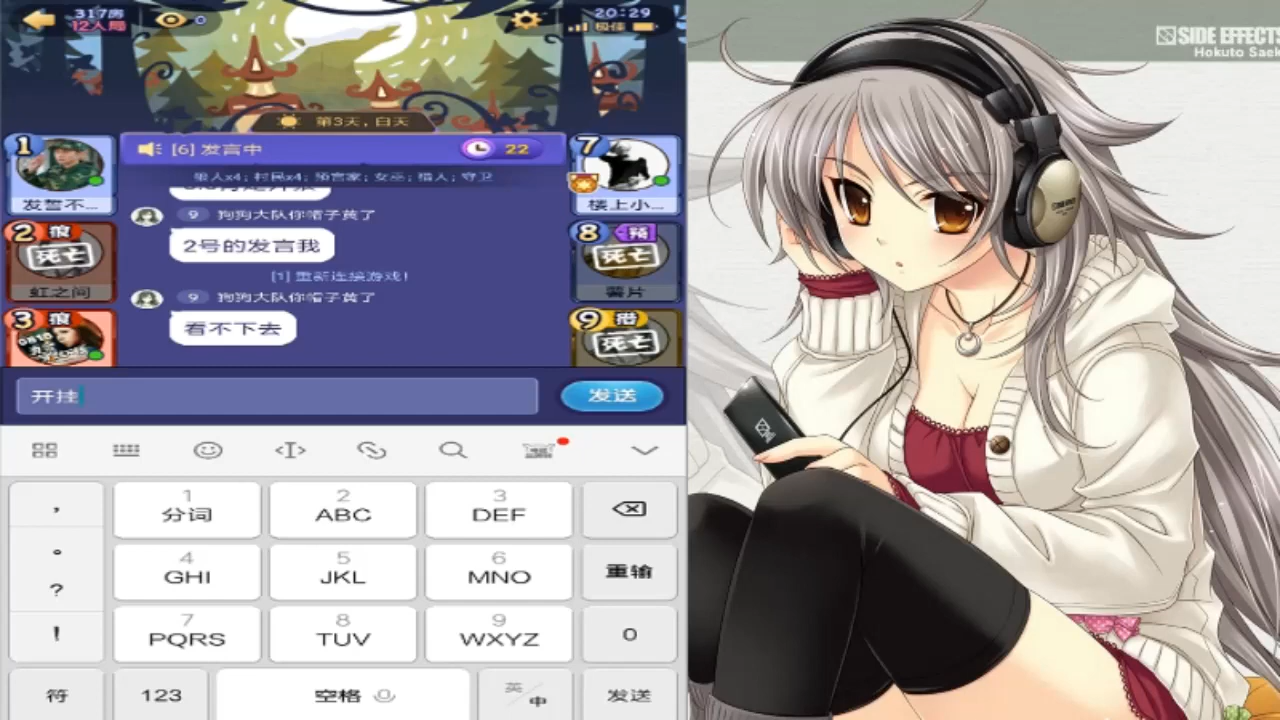 317房
12人局
0
20:29
极佳
第3天，白天
1
发誓不...
[6] 发言中
22
狼人x4; 村民x4; 预言家; 女巫; 猎人; 守卫
7
楼上小...
9 狗狗大队你帽子黄了
2号的发言我
[1] 重新连接游戏!
9 狗狗大队你帽子黄了
看不下去
2 狼
死亡
虹之间
8 预
死亡
薯片
3 狼
9 猎
死亡
开挂
发送
，
1
分词
2
ABC
3
DEF
。
?
4
GHI
5
JKL
6
MNO
重输
!
7
PQRS
8
TUV
9
WXYZ
0
符
123
空格
英/中
发送
SIDE EFFECTS
Hokuto Saek